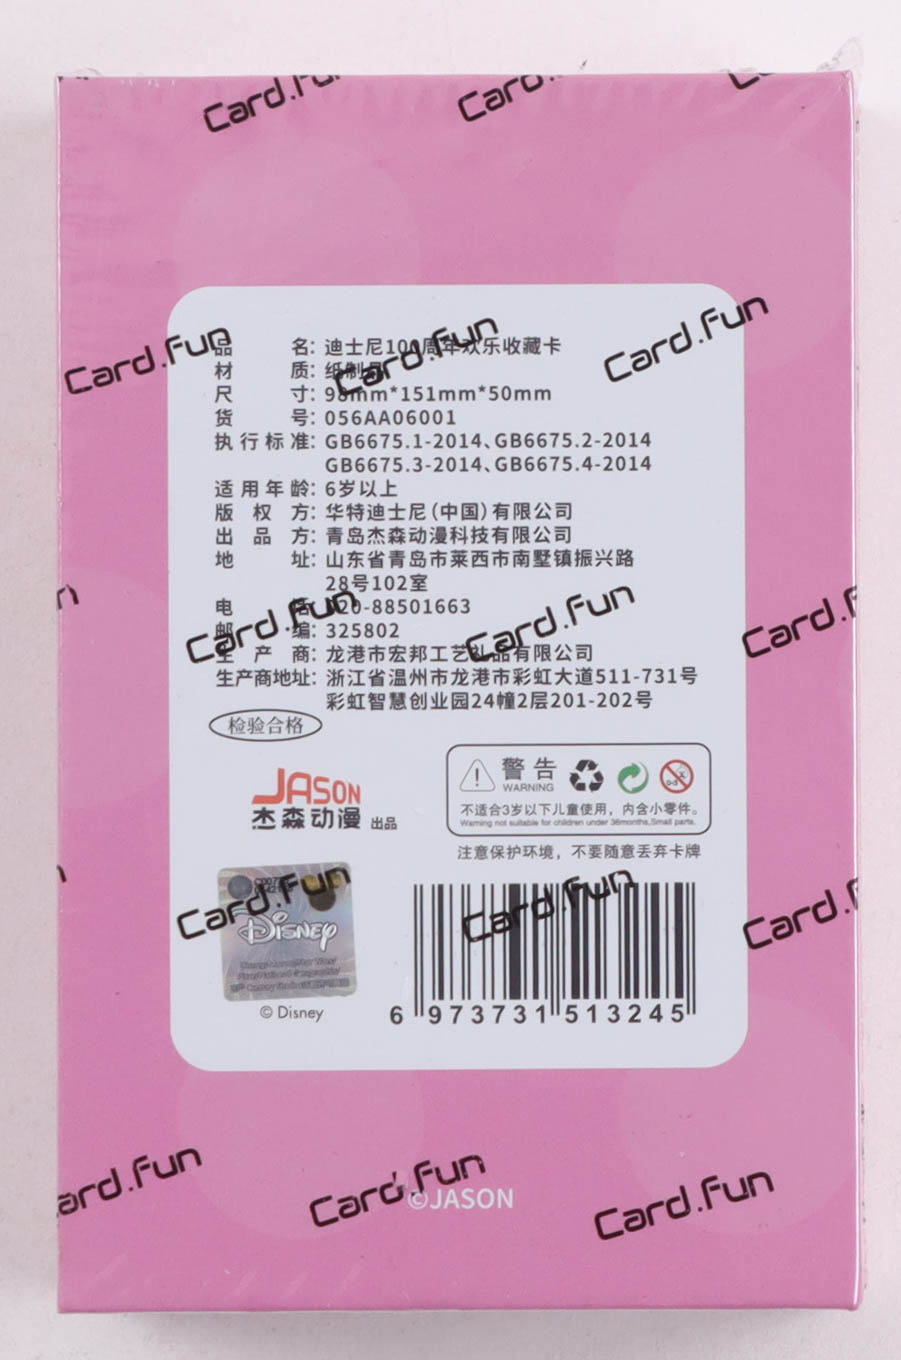 Card.Fun
Card.Fun
品名：迪士尼100周年欢乐收藏卡
材质：纸制品
尺寸：98mm*151mm*50mm
货号：056AA06001
执行标准：GB6675.1-2014、GB6675.2-2014
GB6675.3-2014、GB6675.4-2014
适用年龄：6岁以上
版权方：华特迪士尼（中国）有限公司
出品方：青岛杰森动漫科技有限公司
地址：山东省青岛市莱西市南墅镇振兴路
28号102室
电话：020-88501663
邮编：325802
生产商：龙港市宏邦工艺礼品有限公司
生产商地址：浙江省温州市龙港市彩虹大道511-731号
彩虹智慧创业园24幢2层201-202号
Card.Fun
Card.Fun
Card.Fun
Card.Fun
Card.Fun
Card.Fun
检验合格
JASON
杰森动漫 出品
警告
WARNING
不适合3岁以下儿童使用，内含小零件。
Warning not suitable for children under 36months,Small parts.
注意保护环境，不要随意丢弃卡牌
Card.Fun
Card.Fun
Card.F
Disney
© Disney
6 973731 513245
Card.Fun
Card.Fun
Card.Fun
©JASON